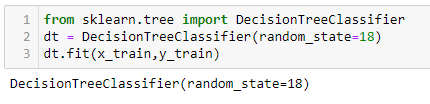 1 from sklearn.tree import DecisionTreeClassifier
2 dt = DecisionTreeClassifier(random_state=18)
3 dt.fit(x_train,y_train)
DecisionTreeClassifier(random_state=18)